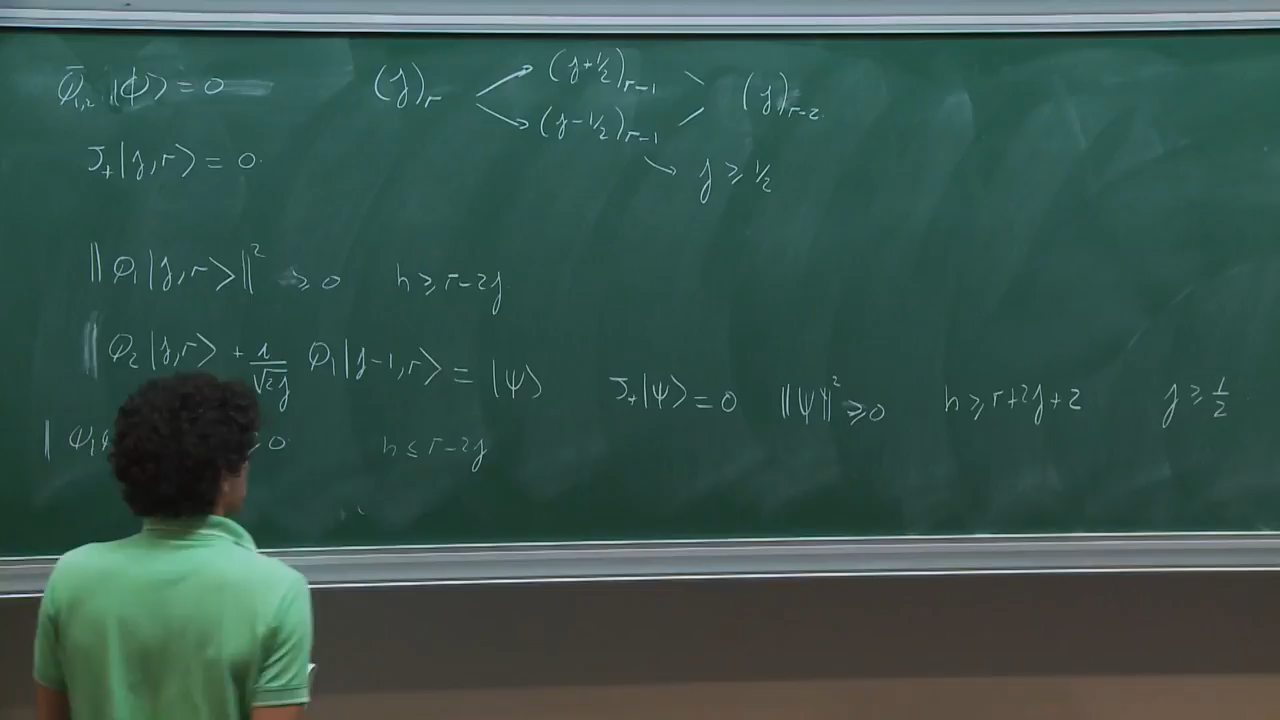 Q̄₁,₂ |ϕ⟩ = 0 (j)_r (j+½)_{r-1} (j-½)_{r-1} (j)_{r-2}
J₊|j,r⟩ = 0. → j ≥ ½
‖Q₁|j,r⟩‖² ≥ 0 h ≥ r-2j
‖Q₂|j,r⟩ + 1/√2j Q₁|j-1,r⟩ = |ψ⟩ J₊|ψ⟩ = 0 ‖ψ‖² ≥ 0 h ≥ r+2j+2 j ≥ 1/2
h ≤ r-2j